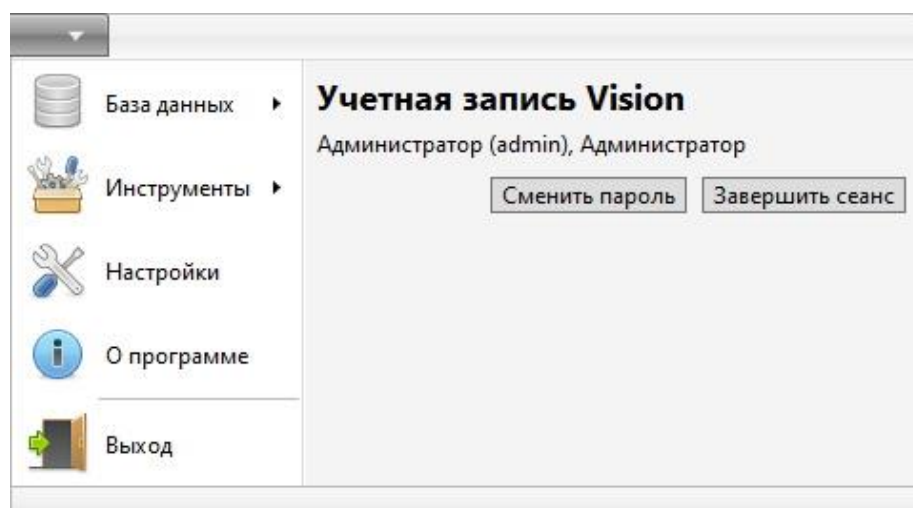 База данных
Инструменты
Настройки
О программе
Выход
Учетная запись Vision
Администратор (admin), Администратор
Сменить пароль
Завершить сеанс